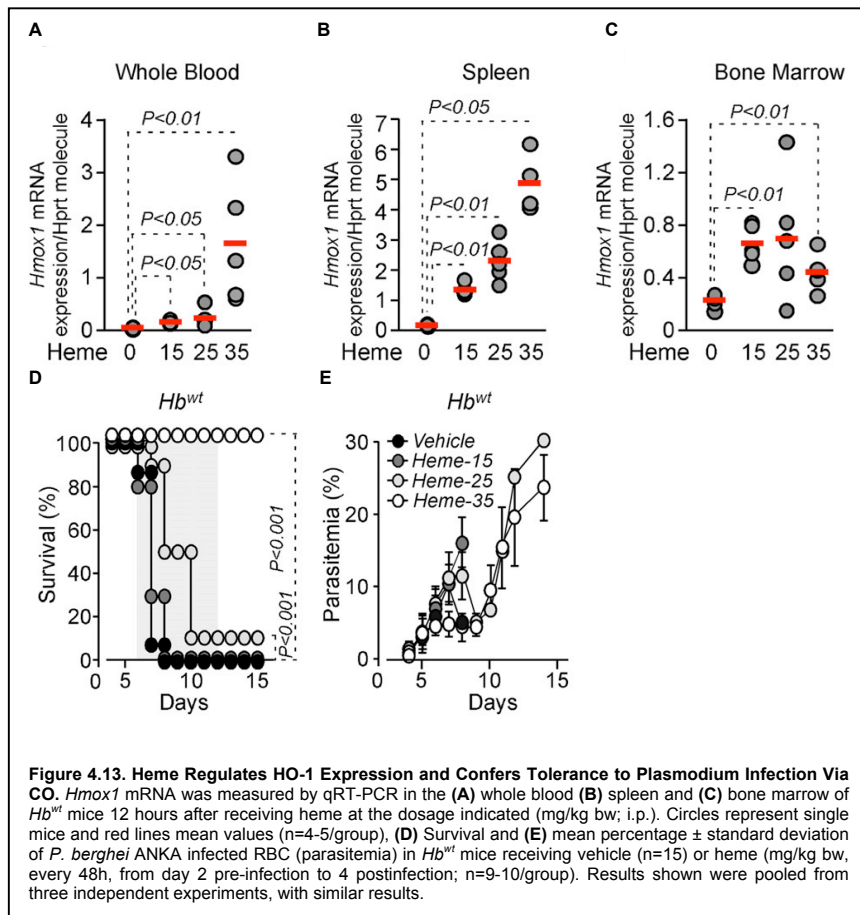 A
B
C
Whole Blood
Spleen
Bone Marrow
Hmox1 mRNA
expression/Hprt molecule
4
3
2
1
0
P<0.01
P<0.05
P<0.05
Heme
0 15 25 35
Hmox1 mRNA
expression/Hprt molecule
7
6
5
4
3
2
1
0
P<0.05
P<0.01
P<0.01
Heme
0 15 25 35
Hmox1 mRNA
expression/Hprt molecule
1.6
1.2
0.8
0.4
0
P<0.01
P<0.01
Heme
0 15 25 35
D
E
Hbwt
Survival (%)
100
80
60
40
20
0
0 5 10 15
Days
P<0.001
P<0.001
Hbwt
Vehicle
Heme-15
Heme-25
Heme-35
Parasitemia (%)
30
20
10
0
0 5 10 15
Days
Figure 4.13. Heme Regulates HO-1 Expression and Confers Tolerance to Plasmodium Infection Via
CO. Hmox1 mRNA was measured by qRT-PCR in the (A) whole blood (B) spleen and (C) bone marrow of
Hbwt mice 12 hours after receiving heme at the dosage indicated (mg/kg bw; i.p.). Circles represent single
mice and red lines mean values (n=4-5/group), (D) Survival and (E) mean percentage ± standard deviation
of P. berghei ANKA infected RBC (parasitemia) in Hbwt mice receiving vehicle (n=15) or heme (mg/kg bw,
every 48h, from day 2 pre-infection to 4 postinfection; n=9-10/group). Results shown were pooled from
three independent experiments, with similar results.